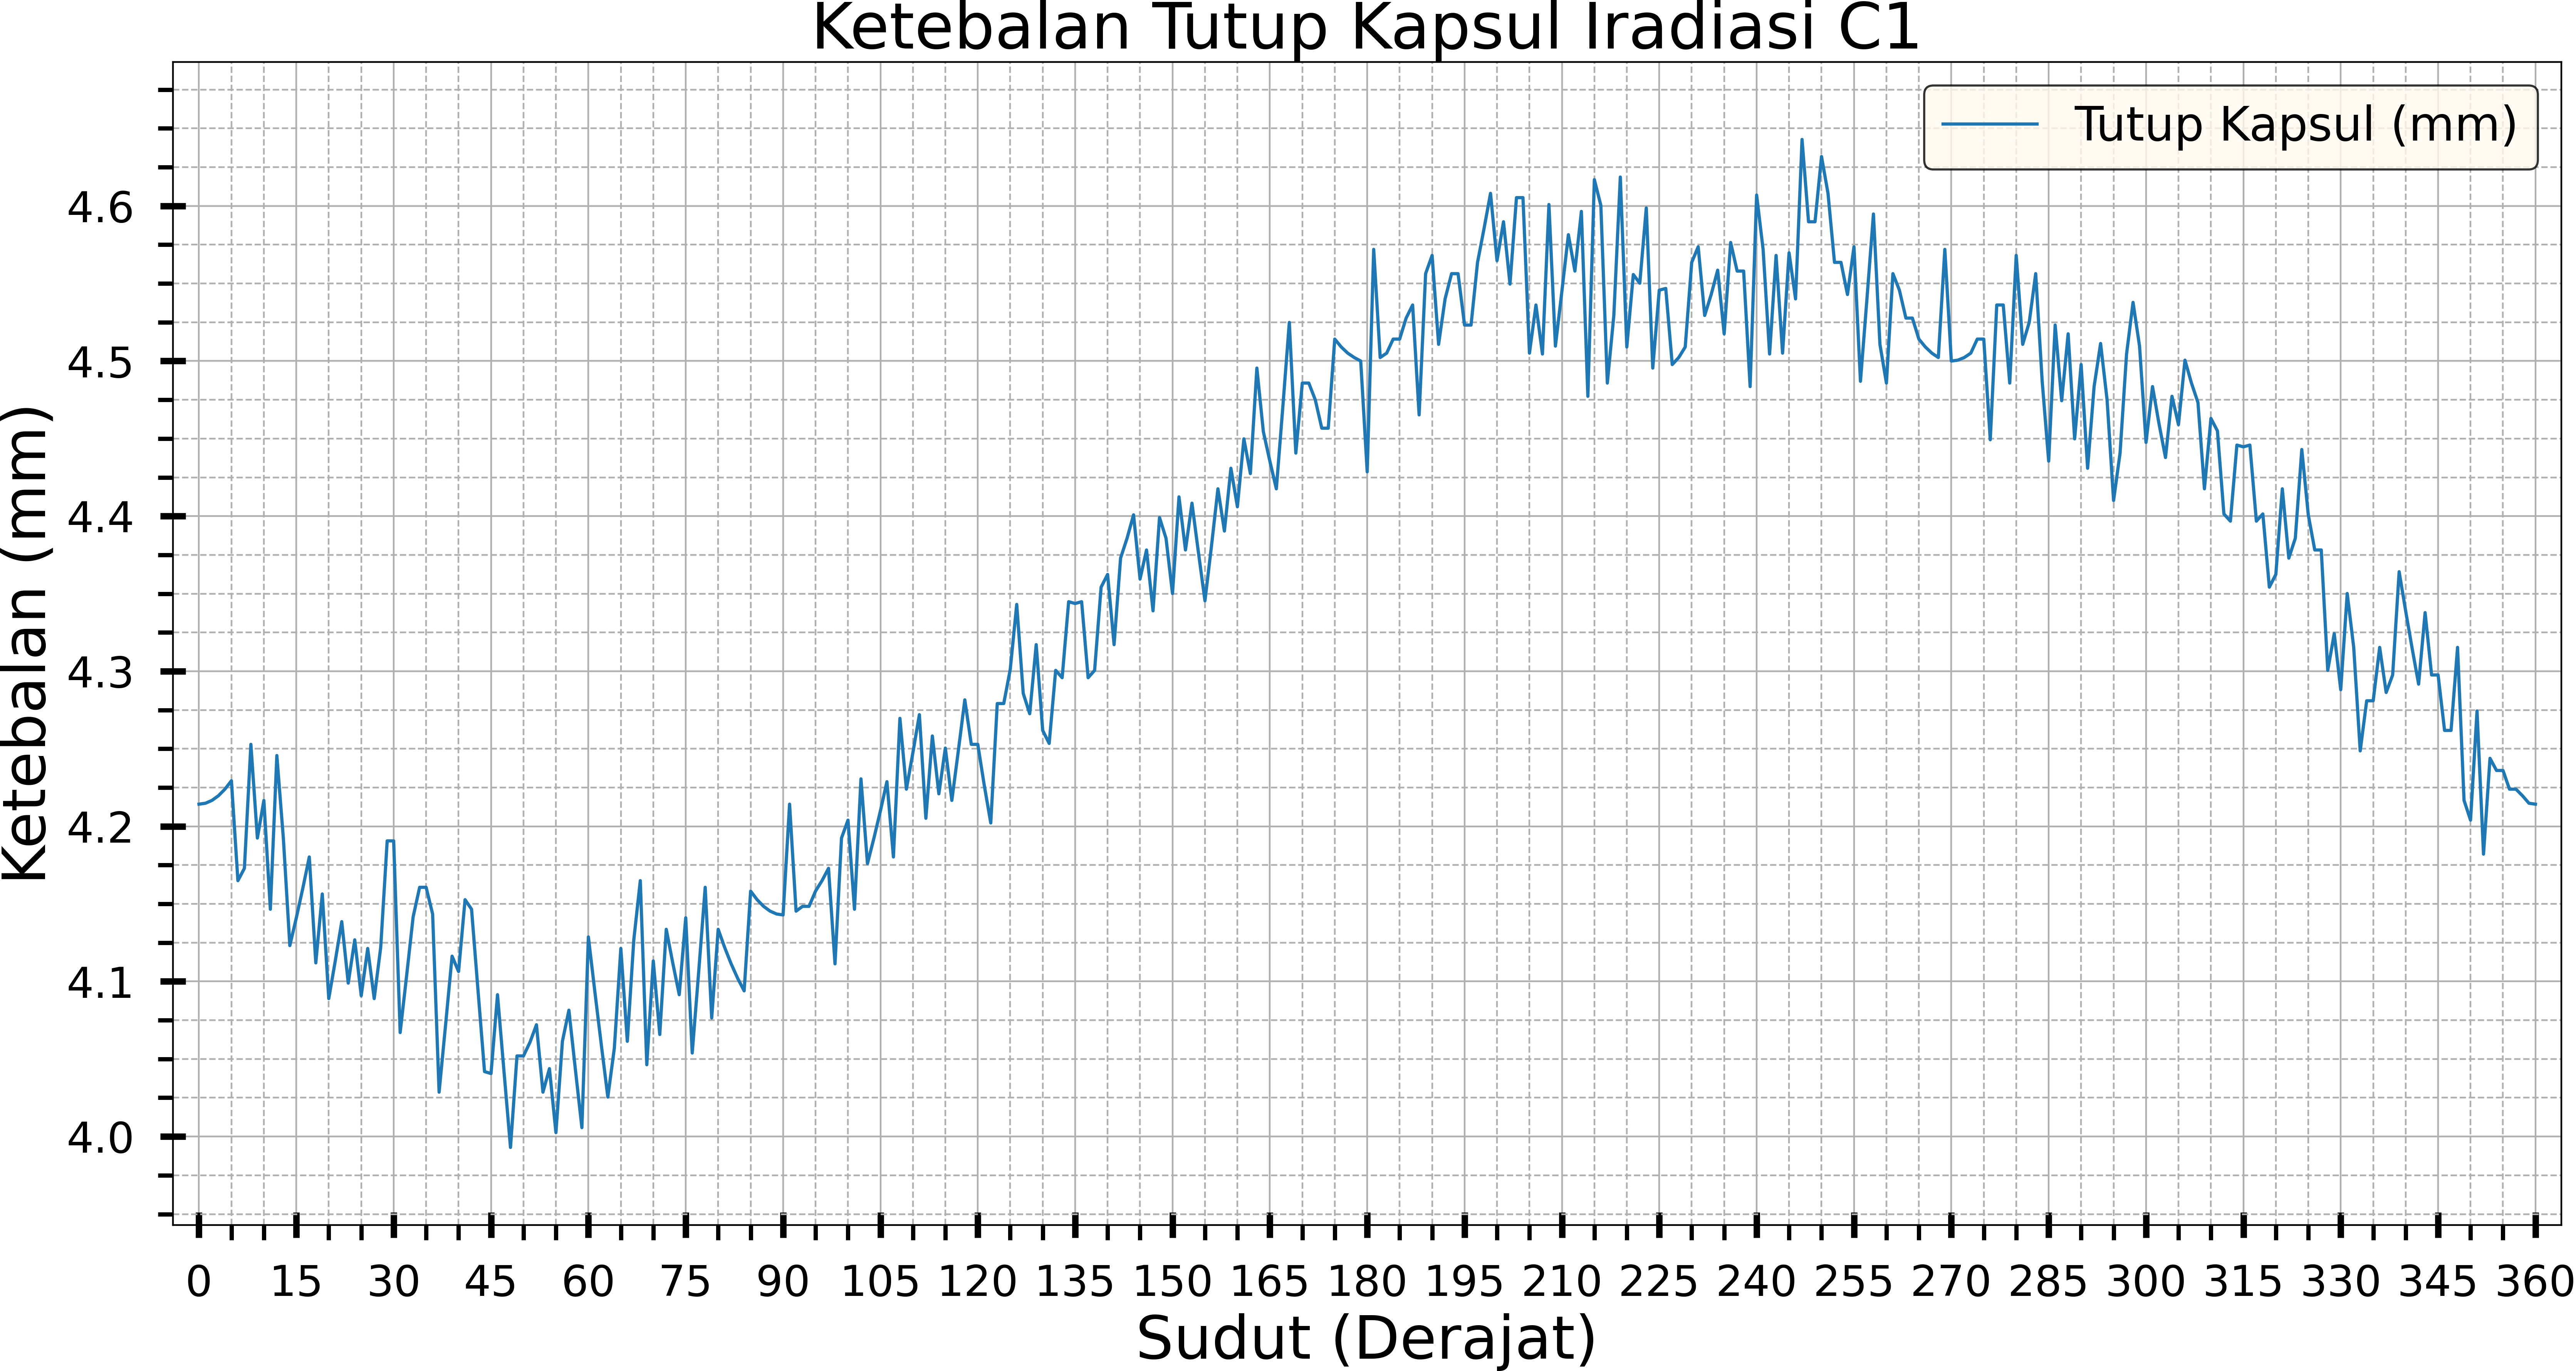 Ketebalan Tutup Kapsul Iradiasi C1
Tutup Kapsul (mm)
Ketebalan (mm)
4.6
4.5
4.4
4.3
4.2
4.1
4.0
0 15 30 45 60 75 90 105 120 135 150 165 180 195 210 225 240 255 270 285 300 315 330 345 360
Sudut (Derajat)